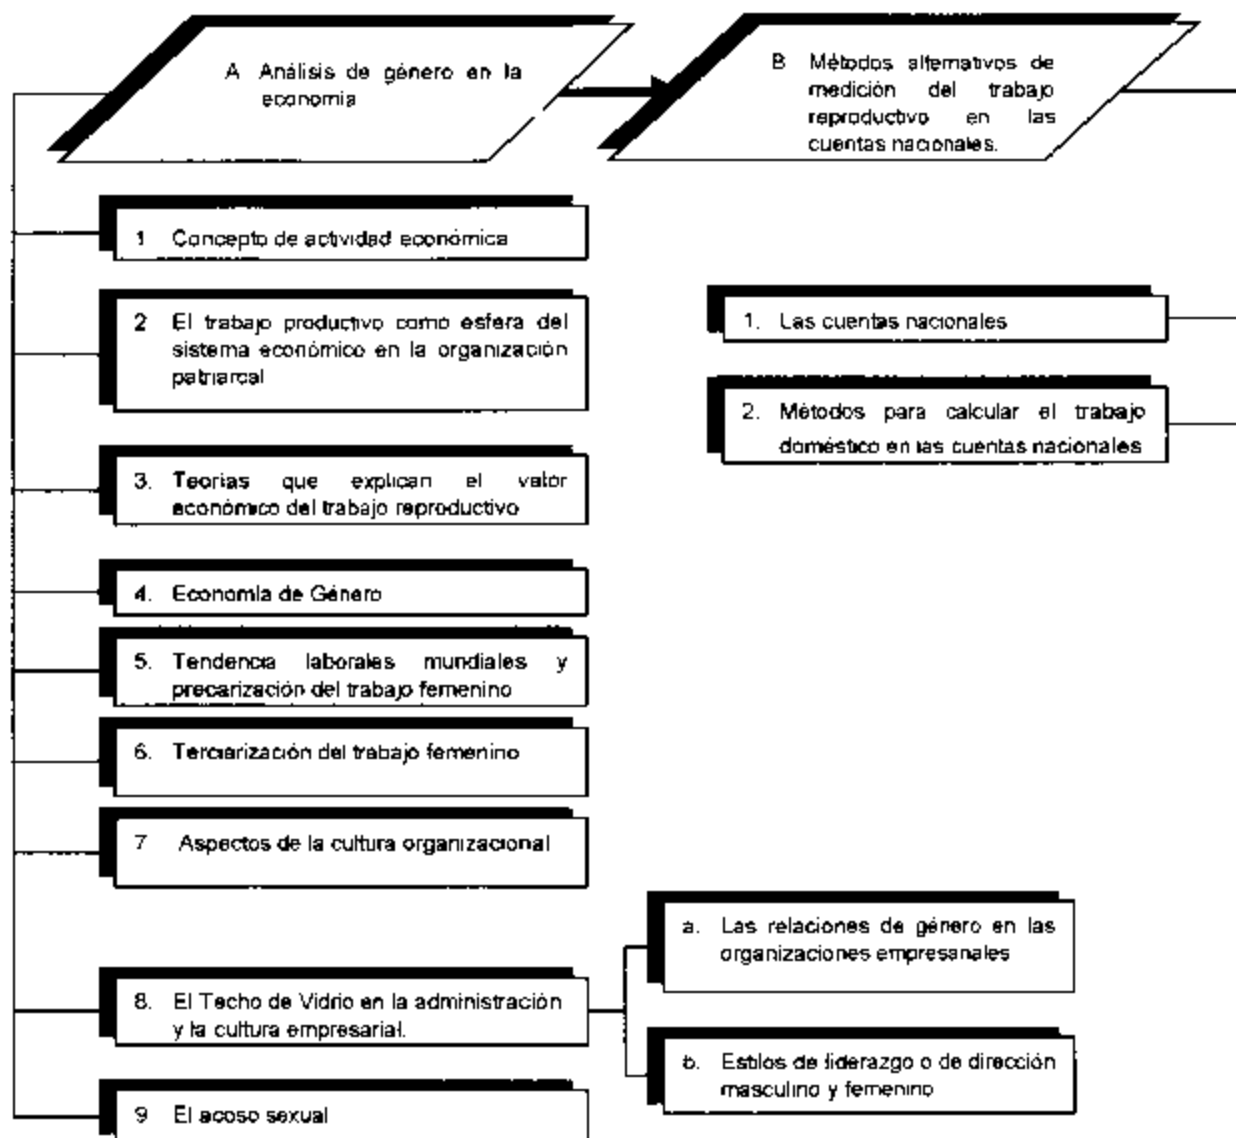 A Análisis de género en la
economía
B Métodos alternativos de
medición del trabajo
reproductivo en las
cuentas nacionales.
1 Concepto de actividad económica
2 El trabajo productivo como esfera del
sistema económico en la organización
patriarcal
3. Teorías que explican el valor
económico del trabajo reproductivo
4. Economía de Género
5. Tendencia laborales mundiales y
precarización del trabajo femenino
6. Terciarización del trabajo femenino
7 Aspectos de la cultura organizacional
8. El Techo de Vidrio en la administración
y la cultura empresarial.
9 El acoso sexual
1. Las cuentas nacionales
2. Métodos para calcular el trabajo
doméstico en las cuentas nacionales
a. Las relaciones de género en las
organizaciones empresariales
b. Estilos de liderazgo o de dirección
masculino y femenino